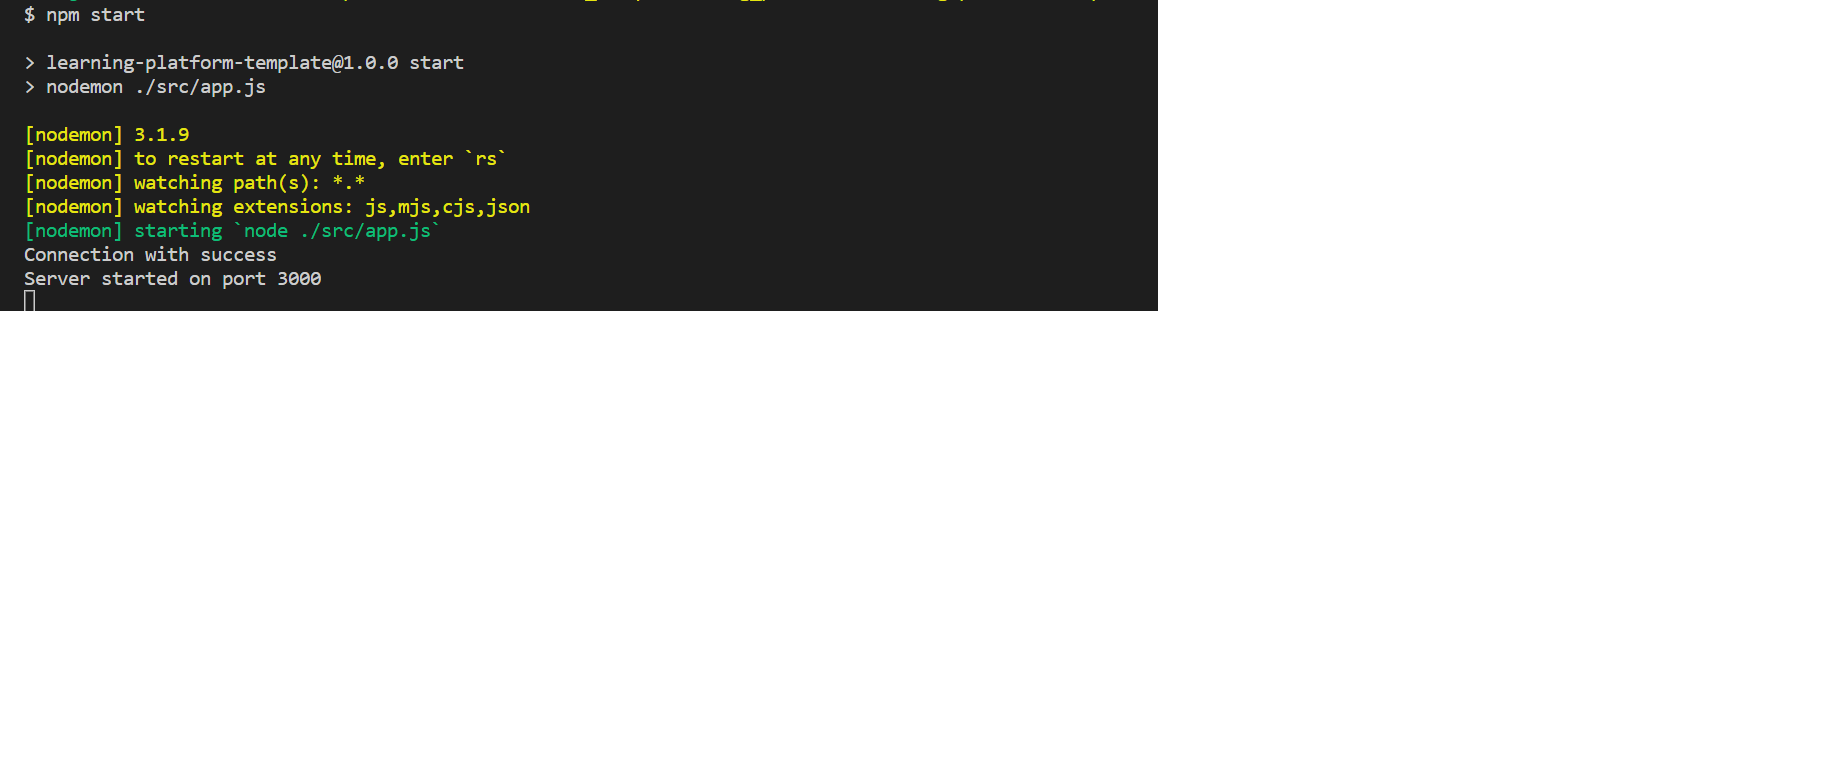 $ npm start
> learning-platform-template@1.0.0 start
> nodemon ./src/app.js
[nodemon] 3.1.9
[nodemon] to restart at any time, enter `rs`
[nodemon] watching path(s): *.*
[nodemon] watching extensions: js,mjs,cjs,json
[nodemon] starting `node ./src/app.js`
Connection with success
Server started on port 3000